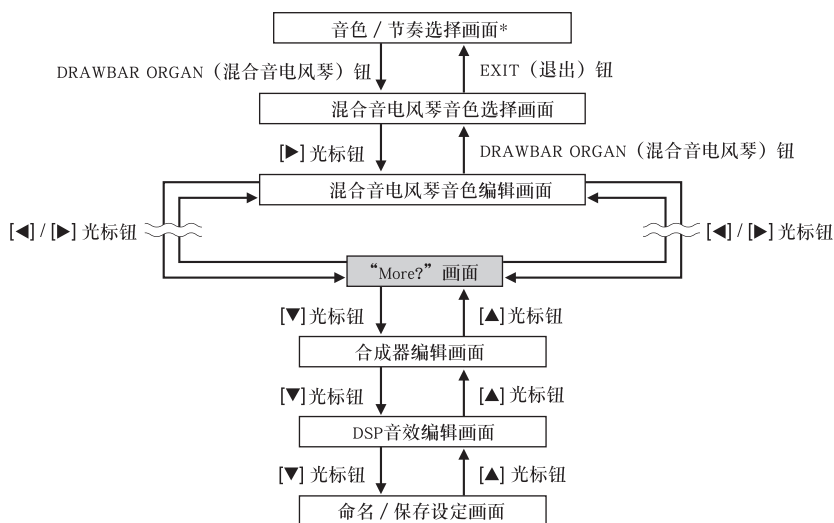 音色 / 节奏选择画面*
DRAWBAR ORGAN（混合音电风琴）钮
EXIT（退出）钮
混合音电风琴音色选择画面
[▶] 光标钮
DRAWBAR ORGAN（混合音电风琴）钮
混合音电风琴音色编辑画面
[◀] / [▶] 光标钮
[◀] / [▶] 光标钮
“More?” 画面
[▼] 光标钮
[▲] 光标钮
合成器编辑画面
[▼] 光标钮
[▲] 光标钮
DSP音效编辑画面
[▼] 光标钮
[▲] 光标钮
命名 / 保存设定画面